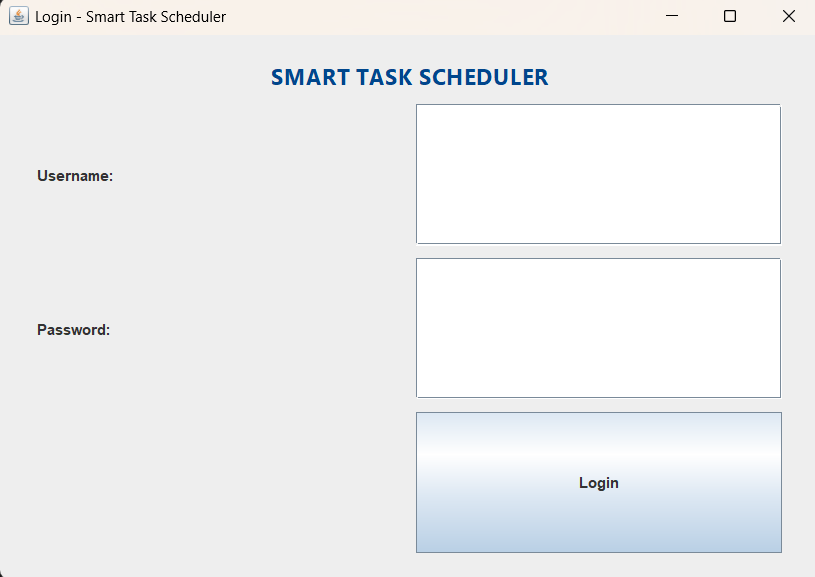 Login - Smart Task Scheduler
SMART TASK SCHEDULER
Username:
Password:
Login